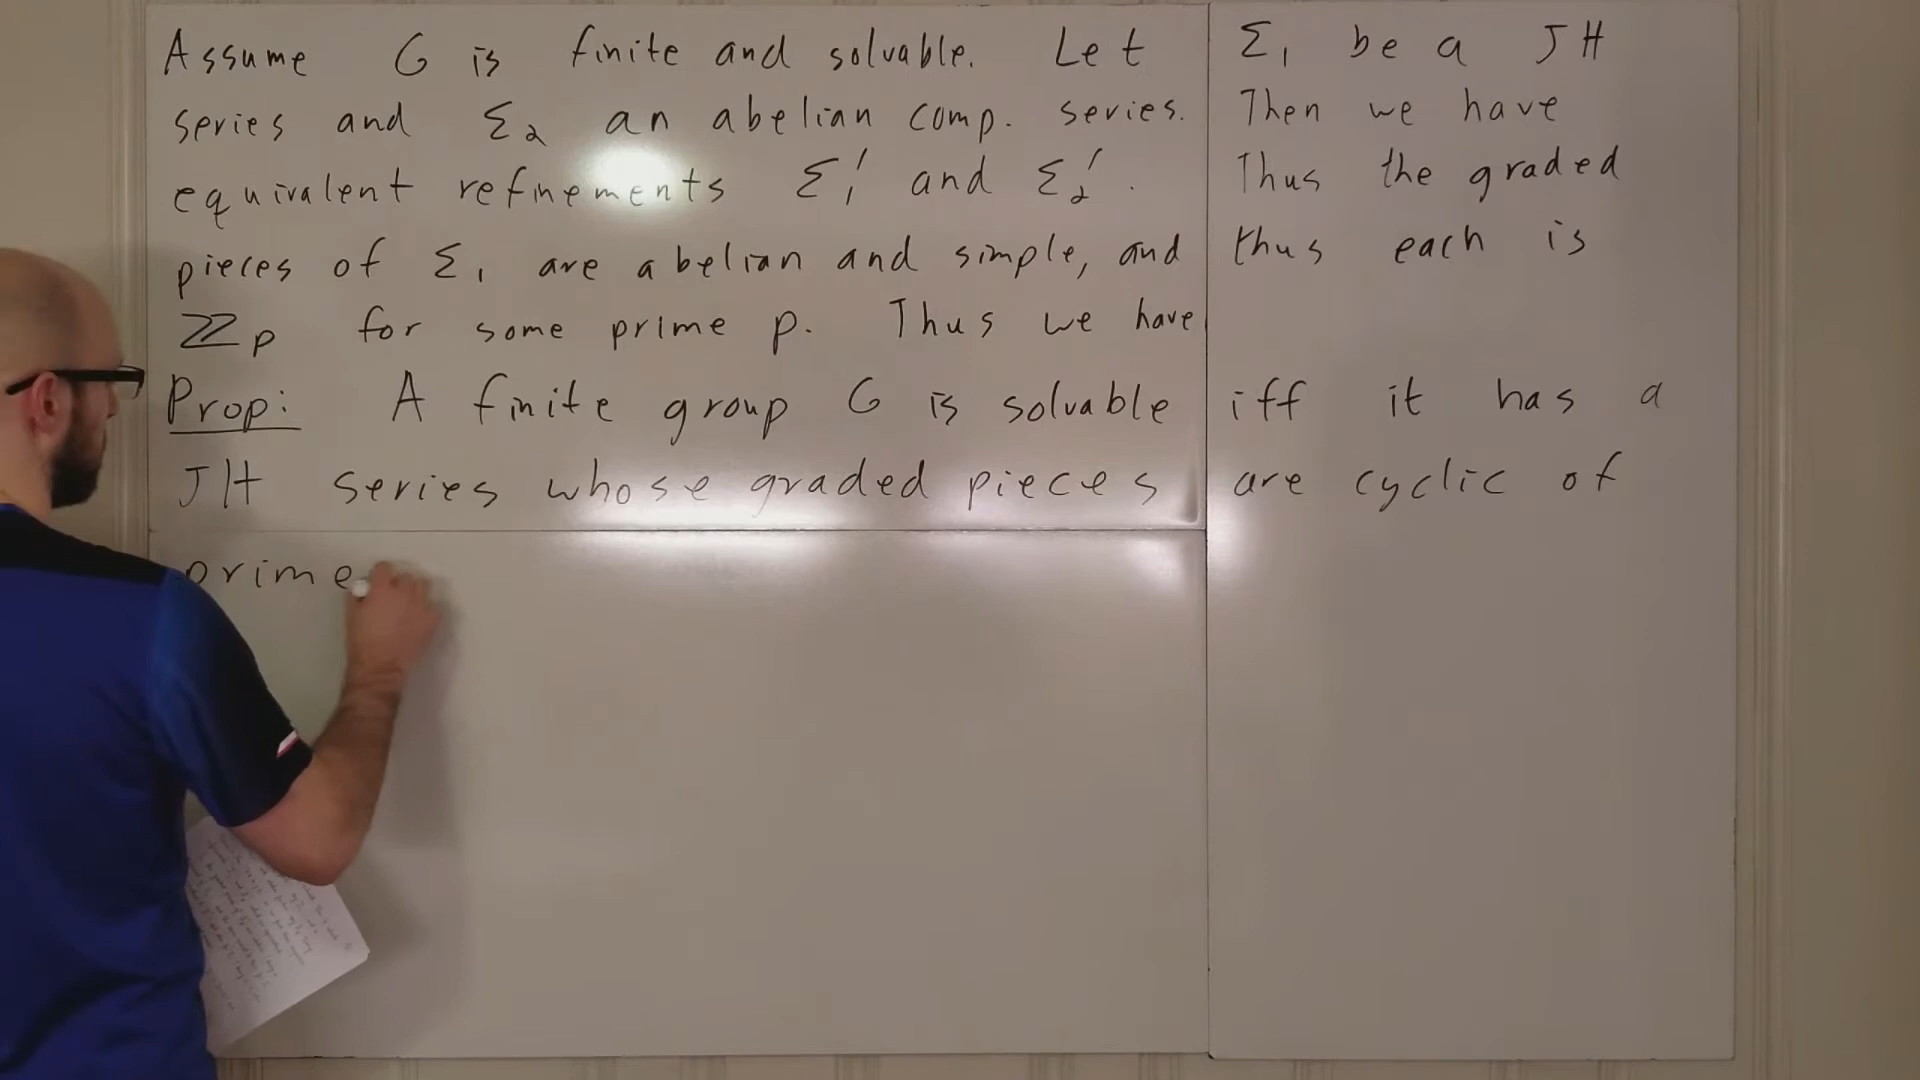 Assume G is finite and solvable. Let Σ₁ be a JH
series and Σ₂ an abelian comp. series. Then we have
equivalent refinements Σ₁′ and Σ₂′. Thus the graded
pieces of Σ₁ are abelian and simple, and thus each is
ℤp for some prime p. Thus we have
Prop: A finite group G is solvable iff it has a
JH series whose graded pieces are cyclic of
prime